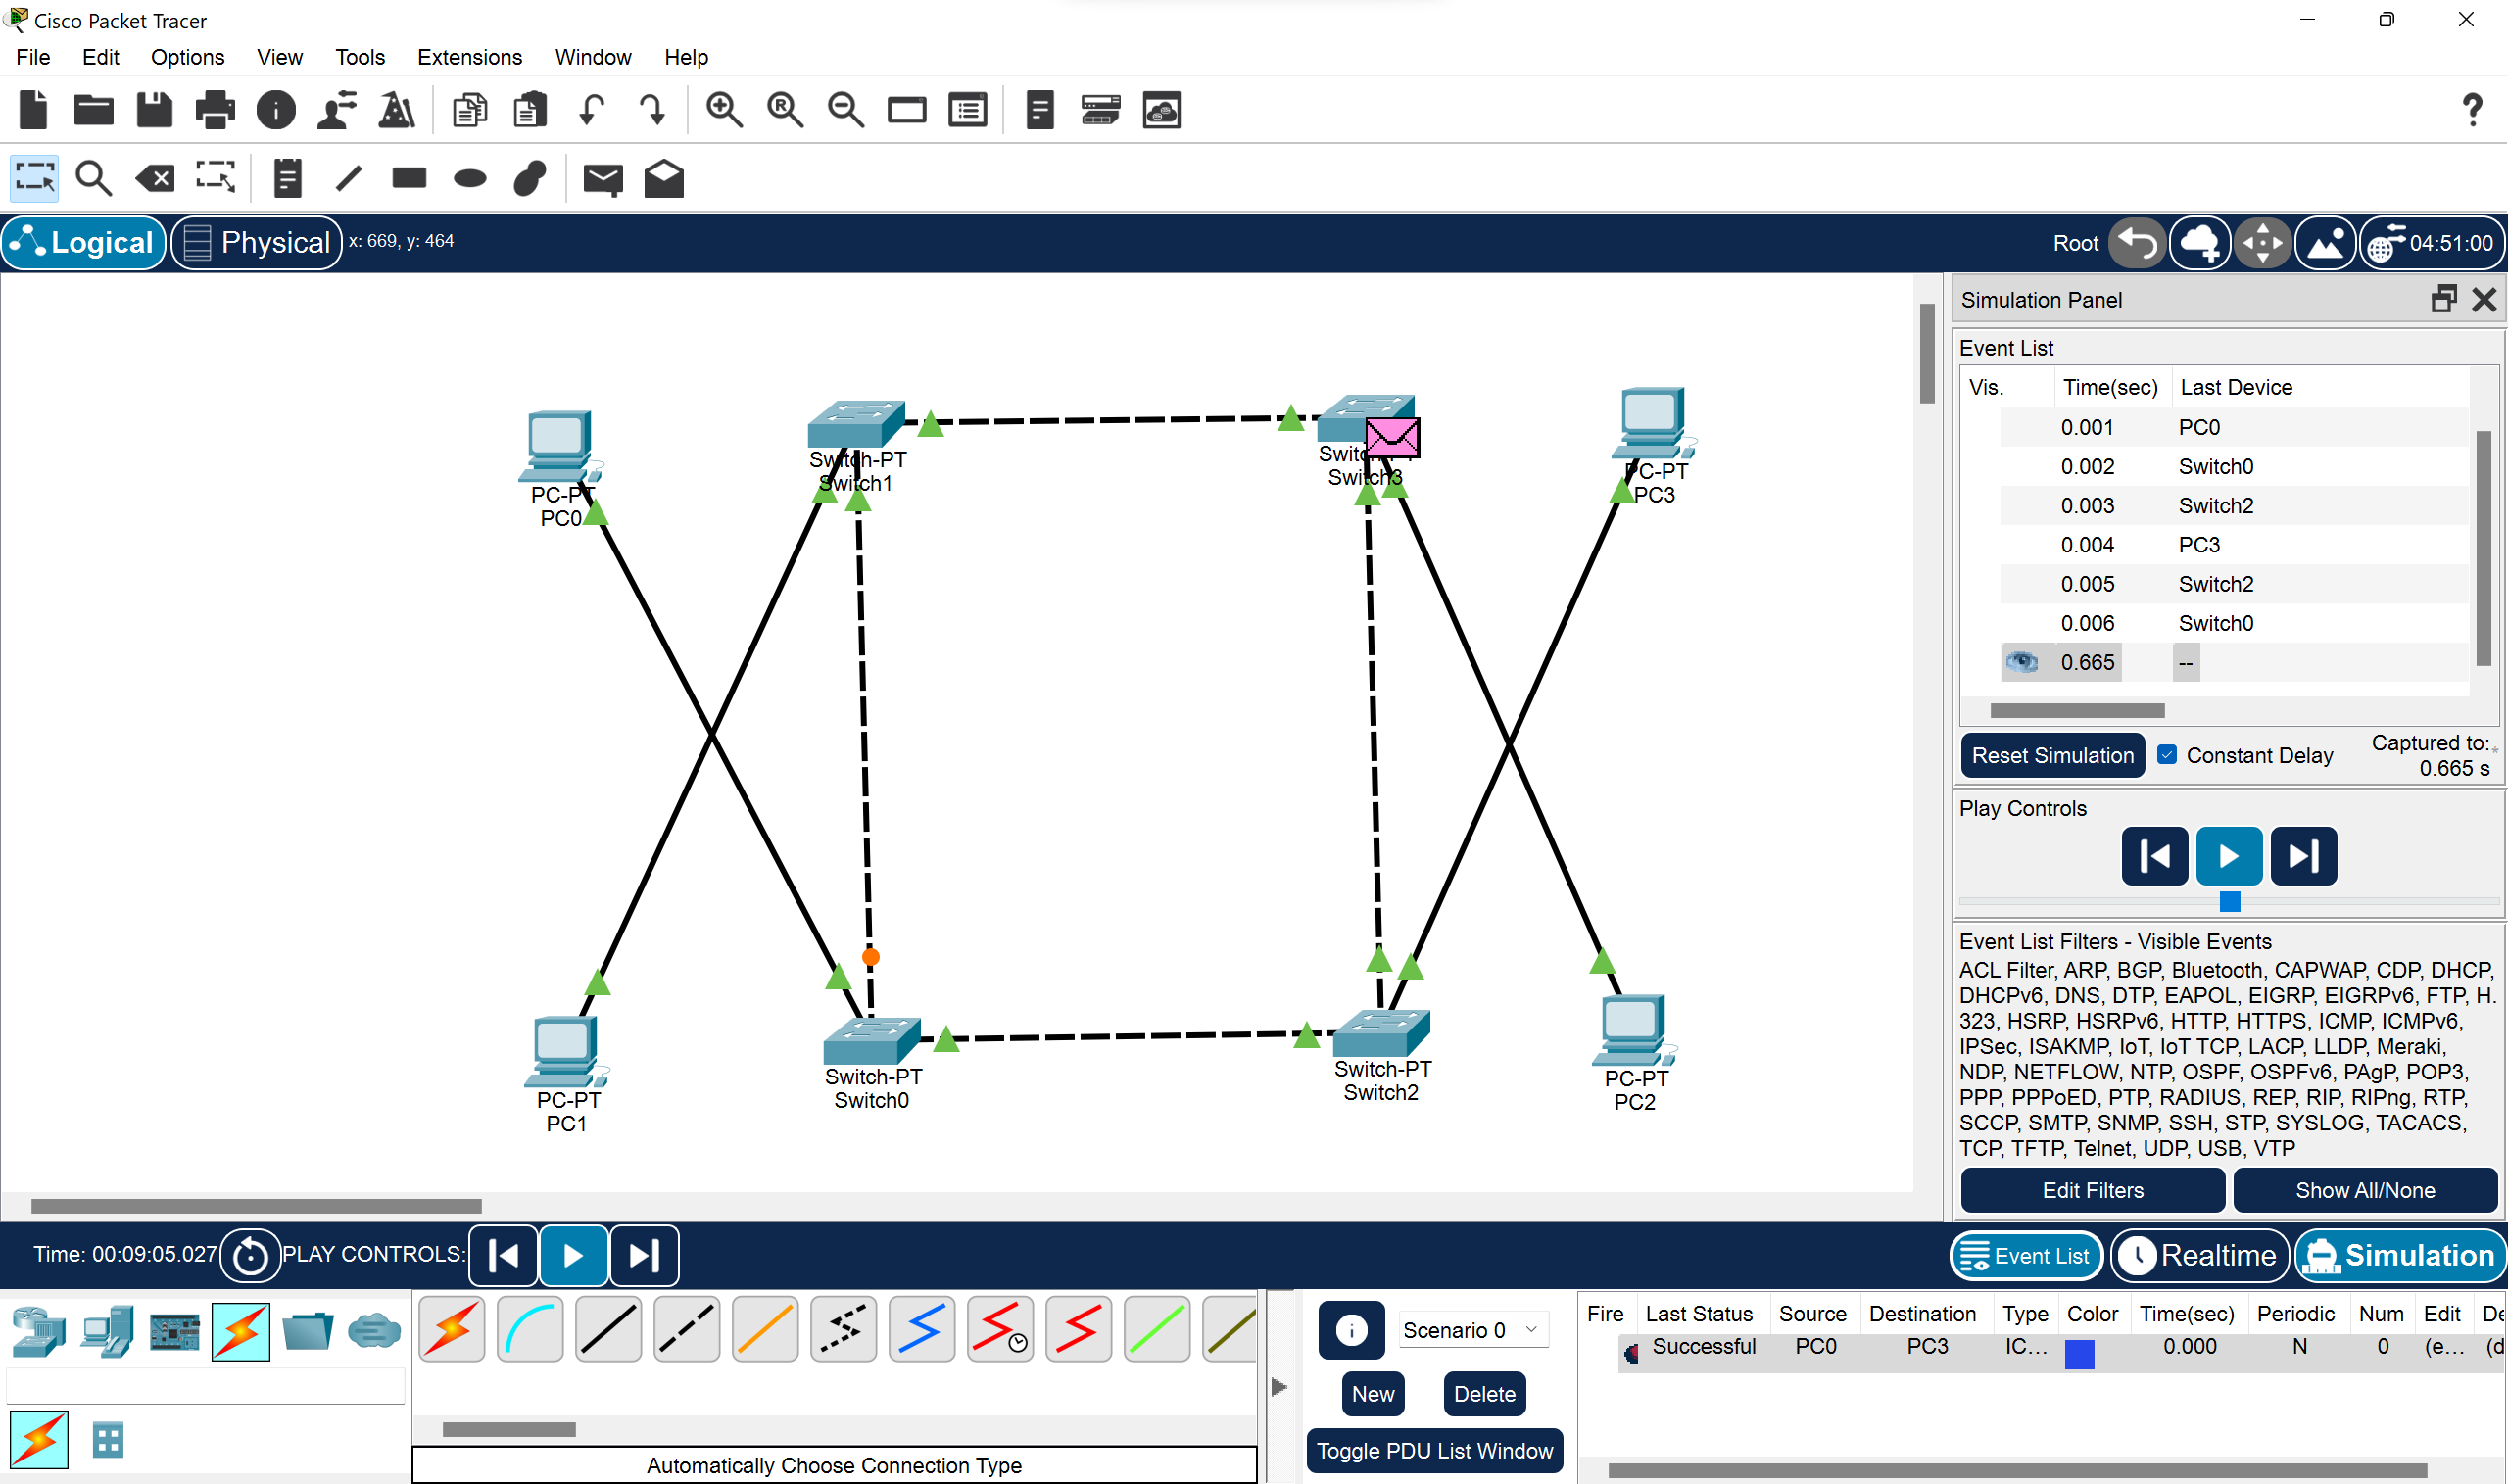 Cisco Packet Tracer
File Edit Options View Tools Extensions Window Help
Logical Physical x: 669, y: 464 Root 04:51:00
Simulation Panel
Event List
Vis. Time(sec) Last Device
0.001 PC0
0.002 Switch0
0.003 Switch2
0.004 PC3
0.005 Switch2
0.006 Switch0
0.665 --
Reset Simulation Constant Delay Captured to:*
0.665 s
Play Controls
Event List Filters - Visible Events
ACL Filter, ARP, BGP, Bluetooth, CAPWAP, CDP, DHCP,
DHCPv6, DNS, DTP, EAPOL, EIGRP, EIGRPv6, FTP, H.
323, HSRP, HSRPv6, HTTP, HTTPS, ICMP, ICMPv6,
IPSec, ISAKMP, IoT, IoT TCP, LACP, LLDP, Meraki,
NDP, NETFLOW, NTP, OSPF, OSPFv6, PAgP, POP3,
PPP, PPPoED, PTP, RADIUS, REP, RIP, RIPng, RTP,
SCCP, SMTP, SNMP, SSH, STP, SYSLOG, TACACS,
TCP, TFTP, Telnet, UDP, USB, VTP
Edit Filters Show All/None
PC-PT
PC0
Switch-PT
Switch1
Switch3
PC-PT
PC3
PC-PT
PC1
Switch-PT
Switch0
Switch-PT
Switch2
PC-PT
PC2
Time: 00:09:05.027 PLAY CONTROLS: Event List Realtime Simulation
Scenario 0
New Delete
Toggle PDU List Window
Automatically Choose Connection Type
Fire Last Status Source Destination Type Color Time(sec) Periodic Num Edit
Successful PC0 PC3 IC... 0.000 N 0 (e...